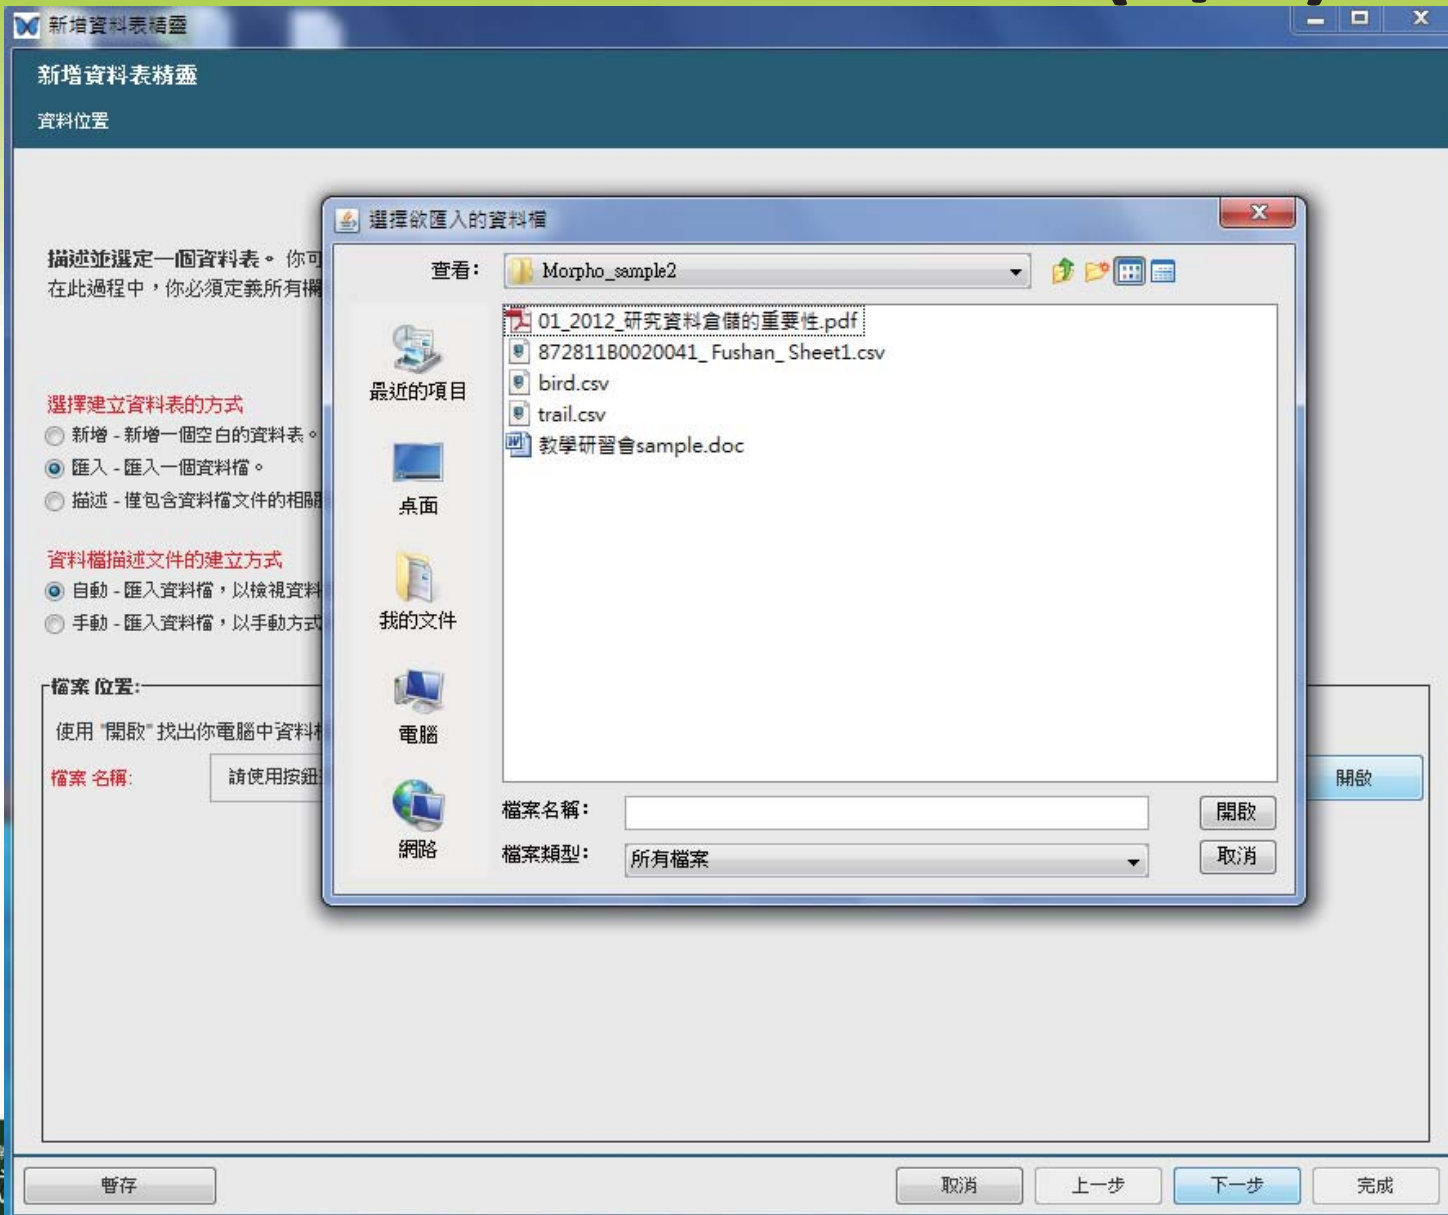 新增資料表精靈
新增資料表精靈
資料位置
選擇欲匯入的資料檔
描述並選定一個資料表。 你可
在此過程中，你必須定義所有欄
查看：
Morpho_sample2
01_2012_研究資料倉儲的重要性.pdf
872811B0020041_ Fushan_ Sheet1.csv
bird.csv
trail.csv
教學研習會sample.doc
最近的項目
桌面
我的文件
電腦
網路
選擇建立資料表的方式
新增 - 新增一個空白的資料表。
匯入 - 匯入一個資料檔。
描述 - 僅包含資料檔文件的相關
資料檔描述文件的建立方式
自動 - 匯入資料檔，以檢視資料
手動 - 匯入資料檔，以手動方式
檔案 位置:
使用 "開啟" 找出你電腦中資料
檔案 名稱:
請使用按鈕
開啟
檔案名稱：
開啟
檔案類型：
所有檔案
取消
暫存
取消
上一步
下一步
完成